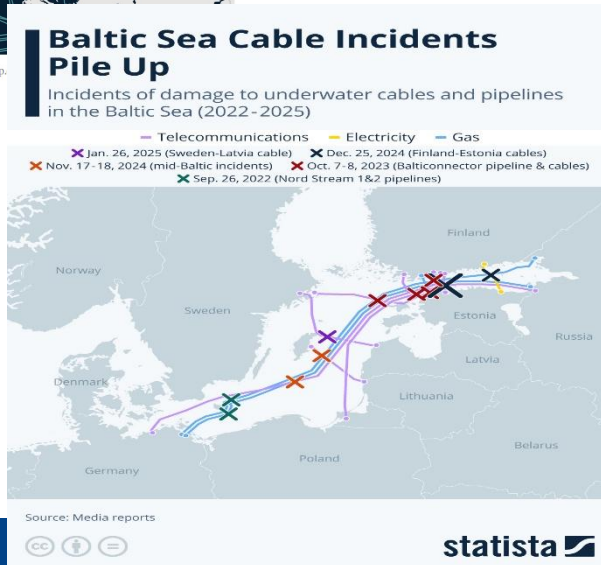 p.
Baltic Sea Cable Incidents
Pile Up
Incidents of damage to underwater cables and pipelines
in the Baltic Sea (2022-2025)
Telecommunications Electricity Gas
Jan. 26, 2025 (Sweden-Latvia cable) Dec. 25, 2024 (Finland-Estonia cables)
Nov. 17-18, 2024 (mid-Baltic incidents) Oct. 7-8, 2023 (Balticonnector pipeline & cables)
Sep. 26, 2022 (Nord Stream 1&2 pipelines)
Finland
Norway
Sweden
Estonia
Russia
Latvia
Denmark
Lithuania
Belarus
Poland
Germany
Source: Media reports
cc
statista